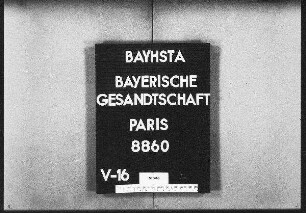 BAYHSTA
BAYERISCHE
GESANDTSCHAFT
PARIS
8860
V-16